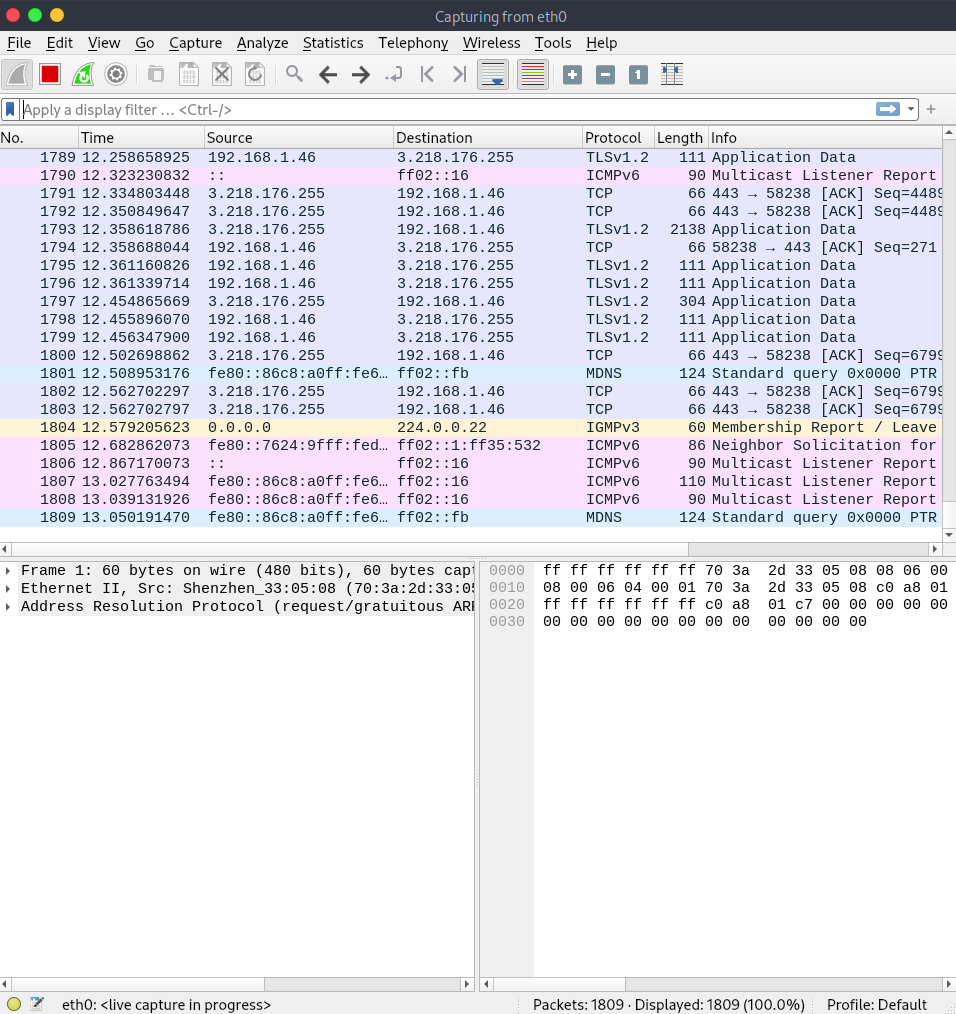 Capturing from eth0
File Edit View Go Capture Analyze Statistics Telephony Wireless Tools Help
Apply a display filter … <Ctrl-/>
No. Time Source Destination Protocol Length Info
1789 12.258658925 192.168.1.46 3.218.176.255 TLSv1.2 111 Application Data
1790 12.323230832 :: ff02::16 ICMPv6 90 Multicast Listener Report
1791 12.334803448 3.218.176.255 192.168.1.46 TCP 66 443 → 58238 [ACK] Seq=4489
1792 12.350849647 3.218.176.255 192.168.1.46 TCP 66 443 → 58238 [ACK] Seq=4489
1793 12.358618786 3.218.176.255 192.168.1.46 TLSv1.2 2138 Application Data
1794 12.358688044 192.168.1.46 3.218.176.255 TCP 66 58238 → 443 [ACK] Seq=271
1795 12.361160826 192.168.1.46 3.218.176.255 TLSv1.2 111 Application Data
1796 12.361339714 192.168.1.46 3.218.176.255 TLSv1.2 111 Application Data
1797 12.454865669 3.218.176.255 192.168.1.46 TLSv1.2 304 Application Data
1798 12.455896070 192.168.1.46 3.218.176.255 TLSv1.2 111 Application Data
1799 12.456347900 192.168.1.46 3.218.176.255 TLSv1.2 111 Application Data
1800 12.502698862 3.218.176.255 192.168.1.46 TCP 66 443 → 58238 [ACK] Seq=6799
1801 12.508953176 fe80::86c8:a0ff:fe6… ff02::fb MDNS 124 Standard query 0x0000 PTR
1802 12.562702297 3.218.176.255 192.168.1.46 TCP 66 443 → 58238 [ACK] Seq=6799
1803 12.562702797 3.218.176.255 192.168.1.46 TCP 66 443 → 58238 [ACK] Seq=6799
1804 12.579205623 0.0.0.0 224.0.0.22 IGMPv3 60 Membership Report / Leave
1805 12.682862073 fe80::7624:9fff:fed… ff02::1:ff35:532 ICMPv6 86 Neighbor Solicitation for
1806 12.867170073 :: ff02::16 ICMPv6 90 Multicast Listener Report
1807 13.027763494 fe80::86c8:a0ff:fe6… ff02::16 ICMPv6 110 Multicast Listener Report
1808 13.039131926 fe80::86c8:a0ff:fe6… ff02::16 ICMPv6 90 Multicast Listener Report
1809 13.050191470 fe80::86c8:a0ff:fe6… ff02::fb MDNS 124 Standard query 0x0000 PTR
Frame 1: 60 bytes on wire (480 bits), 60 bytes capt
Ethernet II, Src: Shenzhen_33:05:08 (70:3a:2d:33:05
Address Resolution Protocol (request/gratuitous ARP
0000 ff ff ff ff ff ff 70 3a 2d 33 05 08 08 06 00
0010 08 00 06 04 00 01 70 3a 2d 33 05 08 c0 a8 01
0020 ff ff ff ff ff ff c0 a8 01 c7 00 00 00 00 00
0030 00 00 00 00 00 00 00 00 00 00 00 00
eth0: <live capture in progress> Packets: 1809 · Displayed: 1809 (100.0%) Profile: Default